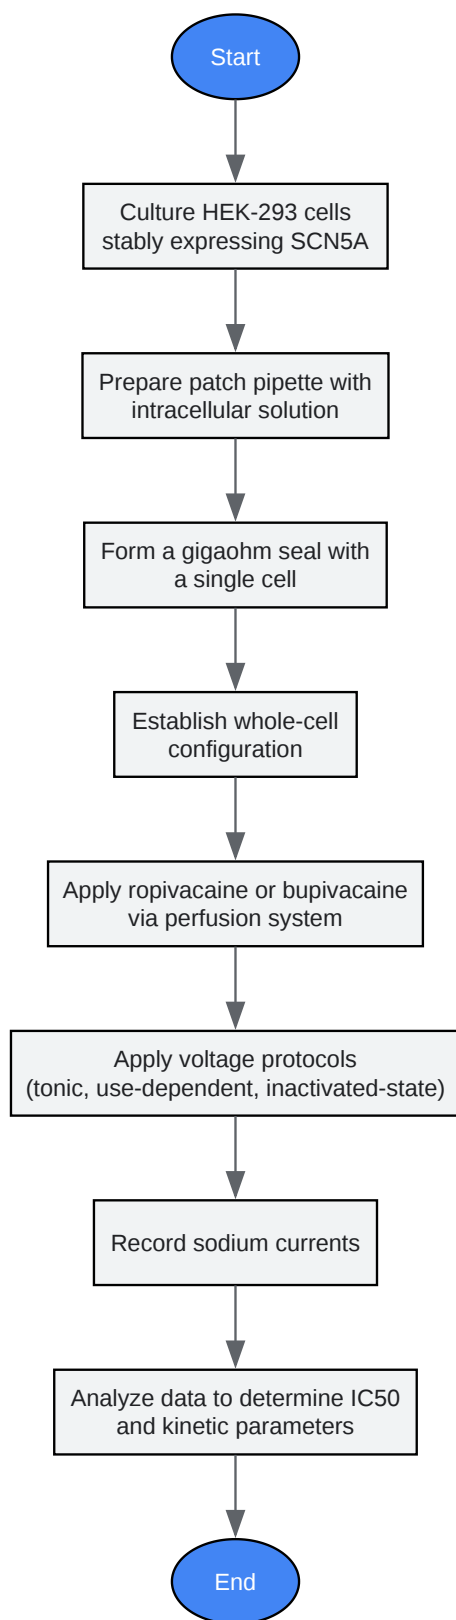 Start
Culture HEK-293 cells
stably expressing SCN5A
Prepare patch pipette with
intracellular solution
Form a gigaohm seal with
a single cell
Establish whole-cell
configuration
Apply ropivacaine or bupivacaine
via perfusion system
Apply voltage protocols
(tonic, use-dependent, inactivated-state)
Record sodium currents
Analyze data to determine IC50
and kinetic parameters
End